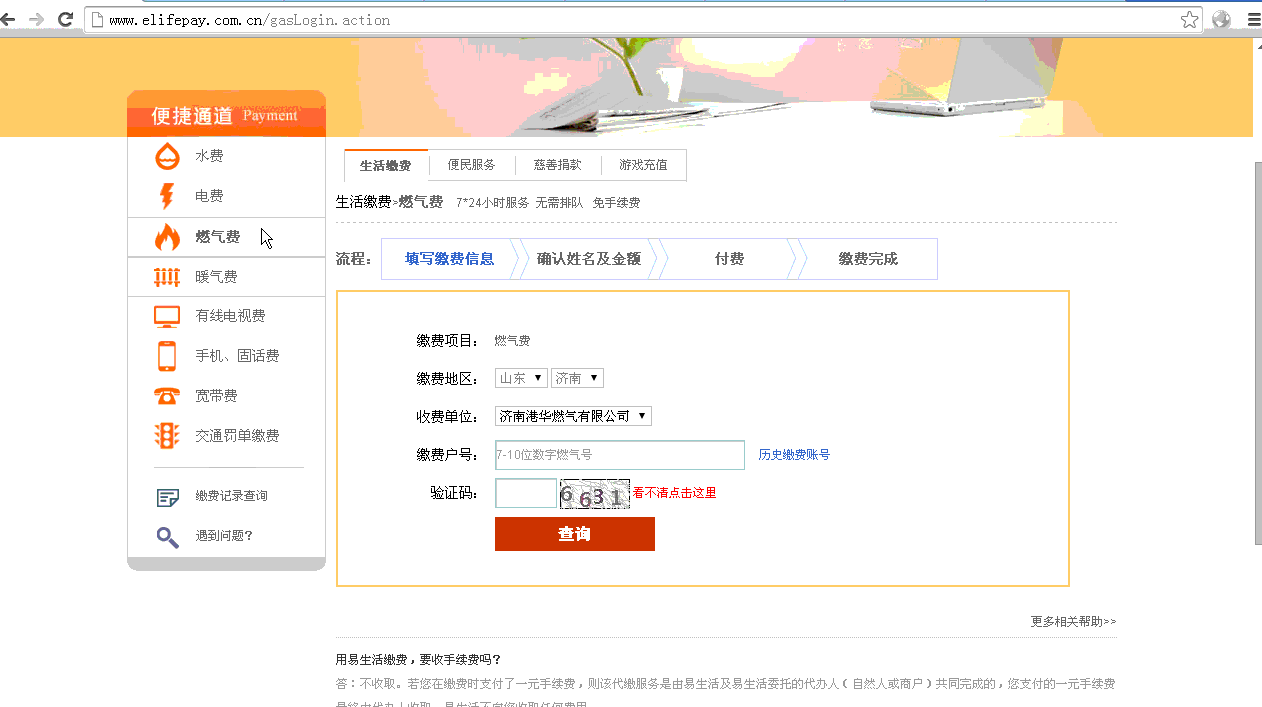 www.elifepay.com.cn/gasLogin.action
便捷通道 Payment
水费
电费
燃气费
暖气费
有线电视费
手机、固话费
宽带费
交通罚单缴费
缴费记录查询
遇到问题?
生活缴费 便民服务 慈善捐款 游戏充值
生活缴费>燃气费 7*24小时服务 无需排队 免手续费
流程： 填写缴费信息 确认姓名及金额 付费 缴费完成
缴费项目： 燃气费
缴费地区： 山东 济南
收费单位： 济南港华燃气有限公司
缴费户号： 7-10位数字燃气号 历史缴费账号
验证码： 6631 看不清点击这里
查询
更多相关帮助>>
用易生活缴费，要收手续费吗？
答：不收取。若您在缴费时支付了一元手续费，则该代缴服务是由易生活及易生活委托的代办人（自然人或商户）共同完成的，您支付的一元手续费